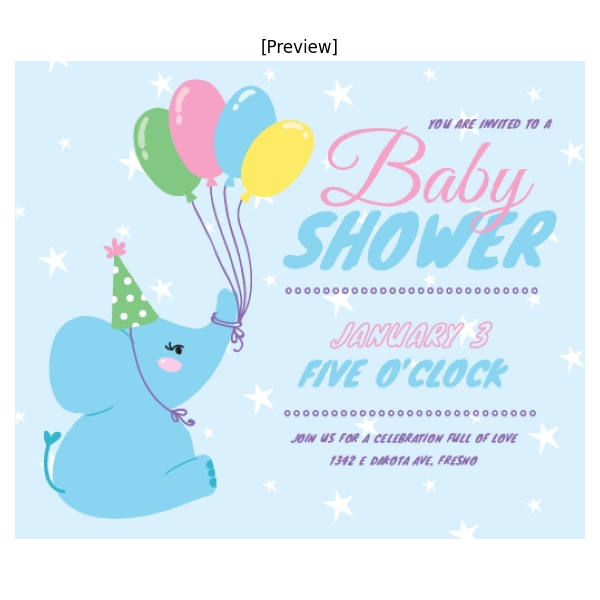 [Preview]
YOU ARE INVITED TO A
Baby
SHOWER
JANUARY 3
FIVE O'CLOCK
JOIN US FOR A CELEBRATION FULL OF LOVE
1342 E DAKOTA AVE, FRESNO